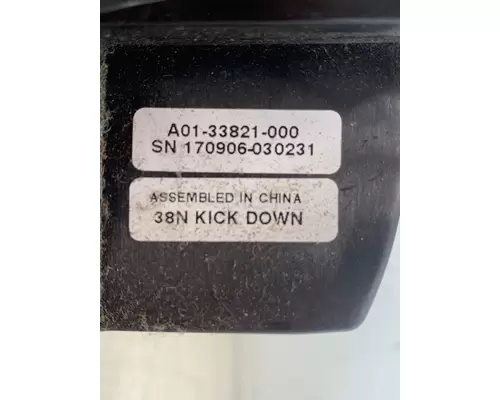 A01-33821-000
SN 170906-030231
ASSEMBLED IN CHINA
38N KICK DOWN